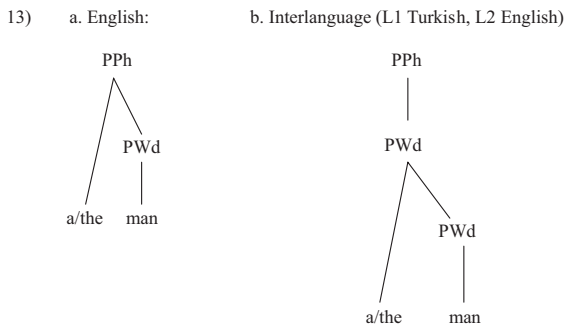 13) a. English: b. Interlanguage (L1 Turkish, L2 English)
PPh PPh
PWd PWd
a/the man PWd
a/the man